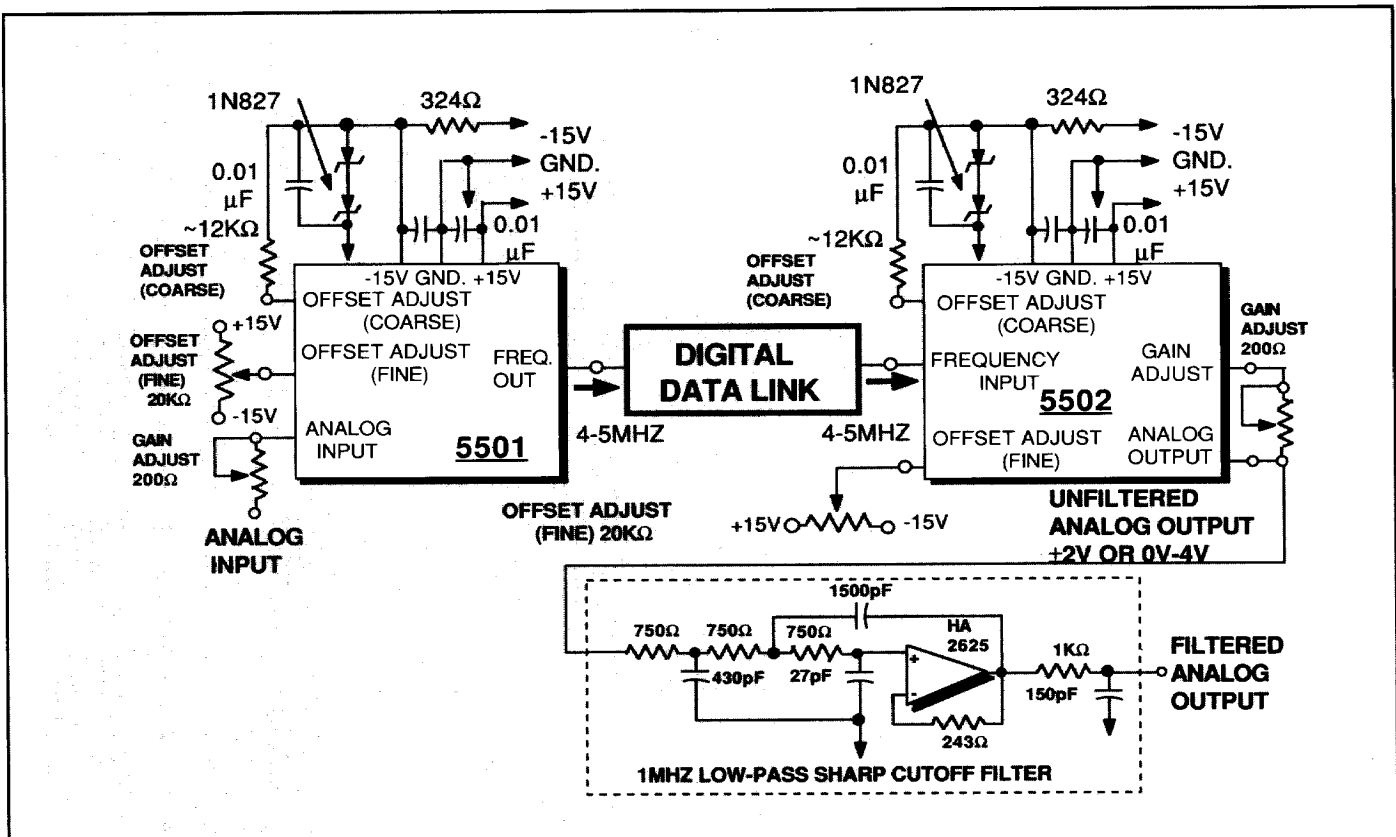 1N827
324Ω
-15V
GND.
+15V
0.01
μF
0.01
μF
~12KΩ
OFFSET
ADJUST
(COARSE)
-15V GND. +15V
OFFSET ADJUST
(COARSE)
+15V
OFFSET
ADJUST
(FINE)
20KΩ
-15V
OFFSET ADJUST
(FINE)
FREQ.
OUT
GAIN
ADJUST
200Ω
ANALOG
INPUT
5501
ANALOG
INPUT
4-5MHZ
DIGITAL
DATA LINK
4-5MHZ
1N827
324Ω
-15V
GND.
+15V
0.01
μF
0.01
μF
~12KΩ
OFFSET
ADJUST
(COARSE)
-15V GND. +15V
OFFSET ADJUST
(COARSE)
FREQUENCY
INPUT
GAIN
ADJUST
5502
OFFSET ADJUST
(FINE)
ANALOG
OUTPUT
GAIN
ADJUST
200Ω
OFFSET ADJUST
(FINE) 20KΩ
+15V
-15V
UNFILTERED
ANALOG OUTPUT
±2V OR 0V-4V
1500pF
750Ω
750Ω
750Ω
HA
2625
+
-
430pF
27pF
243Ω
1KΩ
150pF
FILTERED
ANALOG
OUTPUT
1MHZ LOW-PASS SHARP CUTOFF FILTER